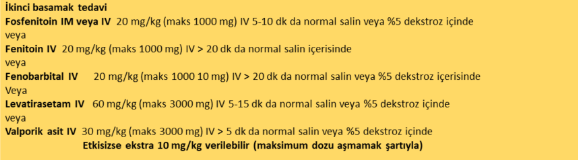 İkinci basamak tedavi
Fosfenitoin IM veya IV 20 mg/kg (maks 1000 mg) IV 5-10 dk da normal salin veya %5 dekstroz içinde
veya
Fenitoin IV 20 mg/kg (maks 1000 mg) IV > 20 dk da normal salin içerisinde
veya
Fenobarbital IV 20 mg/kg (maks 1000 10 mg) IV > 20 dk da normal salin veya %5 dekstroz içerisinde
Veya
Levatirasetam IV 60 mg/kg (maks 3000 mg) IV 5-15 dk da normal salin veya %5 dekstroz içinde
veya
Valporik asit IV 30 mg/kg (maks 3000 mg) IV > 5 dk da normal salin veya %5 dekstroz içinde
Etkisizse ekstra 10 mg/kg verilebilir (maksimum dozu aşmamak şartıyla)